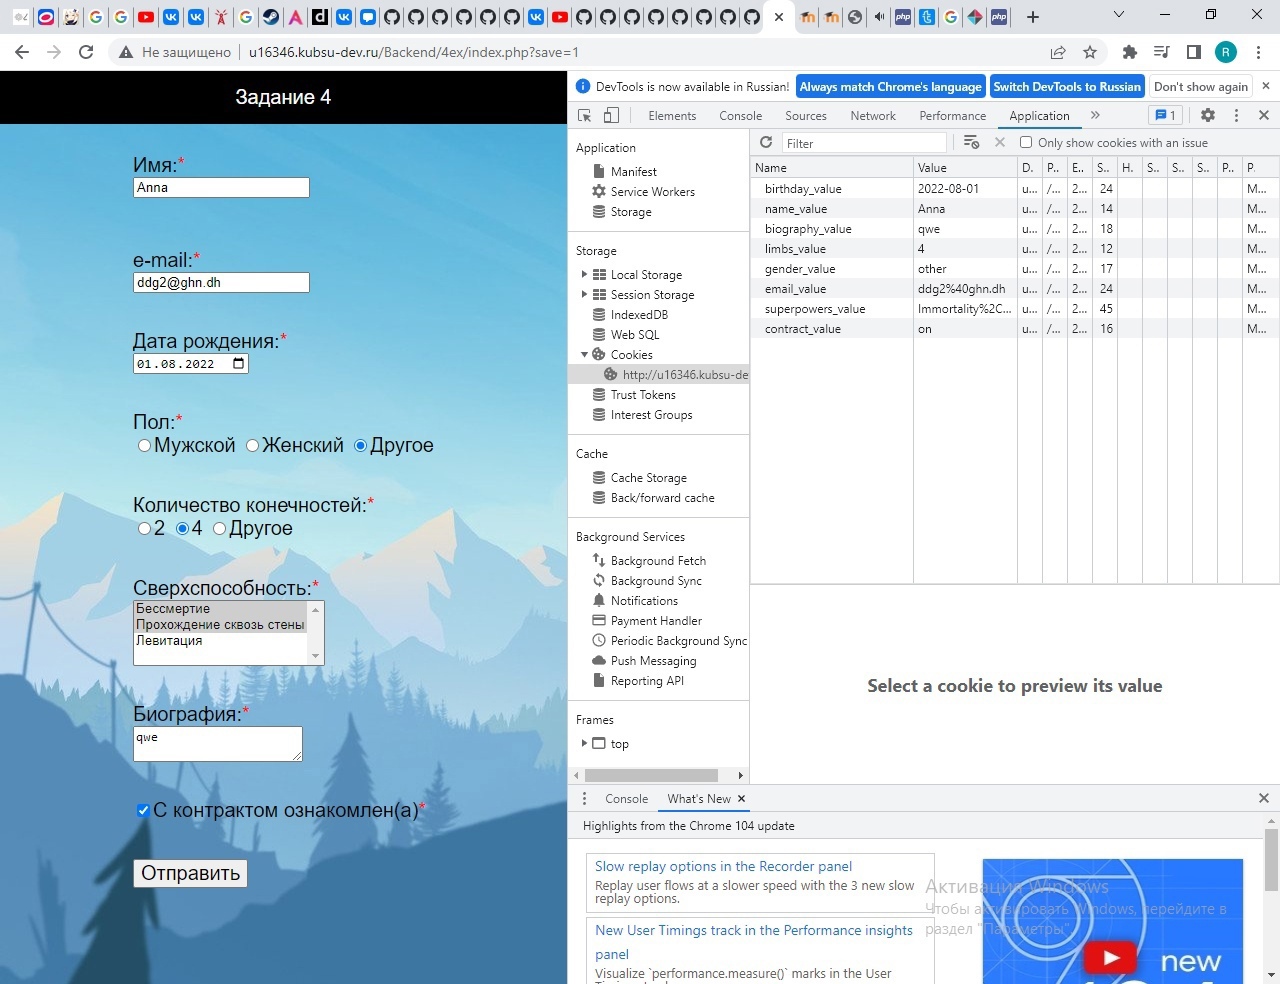 Не защищено u16346.kubsu-dev.ru/Backend/4ex/index.php?save=1
R
Задание 4
Имя:*
Anna
e-mail:*
ddg2@ghn.dh
Дата рождения:*
01.08.2022
Пол:*
Мужской Женский Другое
Количество конечностей:*
2 4 Другое
Сверхспособность:*
Бессмертие
Прохождение сквозь стены
Левитация
Биография:*
qwe
С контрактом ознакомлен(а)*
Отправить
DevTools is now available in Russian! Always match Chrome's language Switch DevTools to Russian Don't show again
Elements Console Sources Network Performance Application 1
Application
Manifest
Service Workers
Storage
Storage
Local Storage
Session Storage
IndexedDB
Web SQL
Cookies
http://u16346.kubsu-de
Trust Tokens
Interest Groups
Cache
Cache Storage
Back/forward cache
Background Services
Background Fetch
Background Sync
Notifications
Payment Handler
Periodic Background Sync
Push Messaging
Reporting API
Frames
top
Filter Only show cookies with an issue
Name Value D. P.. E.. S.. H. S.. S.. S.. P.. P.
birthday_value 2022-08-01 u... /... 2... 24 M...
name_value Anna u... /... 2... 14 M...
biography_value qwe u... /... 2... 18 M...
limbs_value 4 u... /... 2... 12 M...
gender_value other u... /... 2... 17 M...
email_value ddg2%40ghn.dh u... /... 2... 24 M...
superpowers_value Immortality%2C... u... /... 2... 45 M...
contract_value on u... /... 2... 16 M...
Select a cookie to preview its value
Console What's New
Highlights from the Chrome 104 update
Slow replay options in the Recorder panel
Replay user flows at a slower speed with the 3 new slow
replay options.
New User Timings track in the Performance insights
panel
Visualize `performance.measure()` marks in the User
new
Активация Windows
Чтобы активировать Windows, перейдите в
раздел "Параметры".